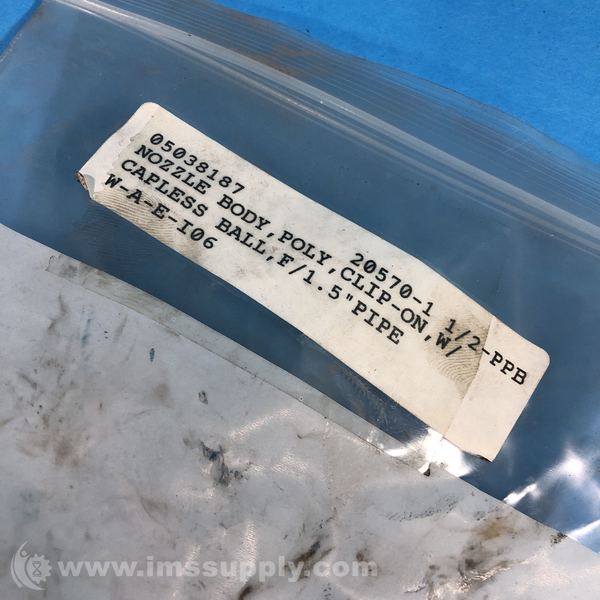 05038187 20570-1 1/2-PPB
NOZZLE BODY,POLY,CLIP-ON,W/
CAPLESS BALL,F/1.5"PIPE
W-A-E-I06
www.imssupply.com